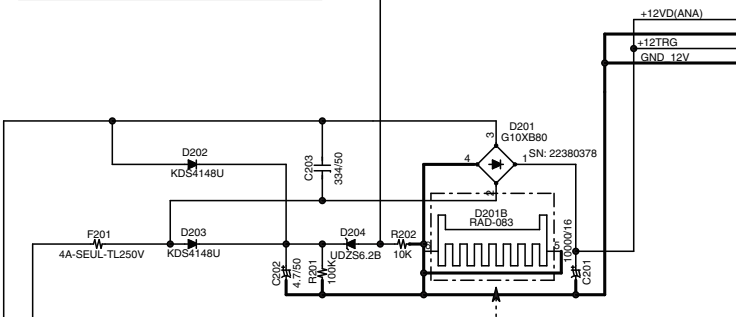 +12VD(ANA)
+12TRG
GND_12V
D201
G10XB80
3
4
1
SN: 22380378
2
D202
KDS4148U
C203
334/50
D201B
RAD-083
F201
4A-SEUL-TL250V
D203
KDS4148U
D204
UDZS6.2B
R202
10K
6
5
10000/16
C201
C202
4.7/50
R201
100K